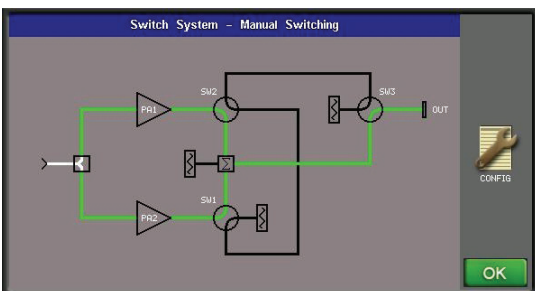 Switch System – Manual Switching
SW2
SW3
PA1
OUT
Σ
CONFIG
SW1
PA2
OK